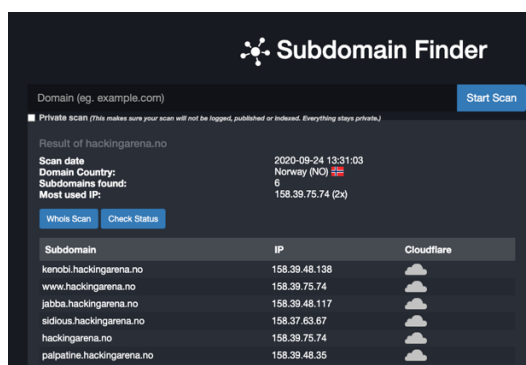 Subdomain Finder
Domain (eg. example.com) Start Scan
Private scan (This makes sure your scan will not be logged, published or indexed. Everything stays private.)
Result of hackingarena.no
Scan date 2020-09-24 13:31:03
Domain Country: Norway (NO)
Subdomains found: 6
Most used IP: 158.39.75.74 (2x)
Whois Scan Check Status
Subdomain IP Cloudflare
kenobi.hackingarena.no 158.39.48.138
www.hackingarena.no 158.39.75.74
jabba.hackingarena.no 158.39.48.117
sidious.hackingarena.no 158.37.63.67
hackingarena.no 158.39.75.74
palpatine.hackingarena.no 158.39.48.35